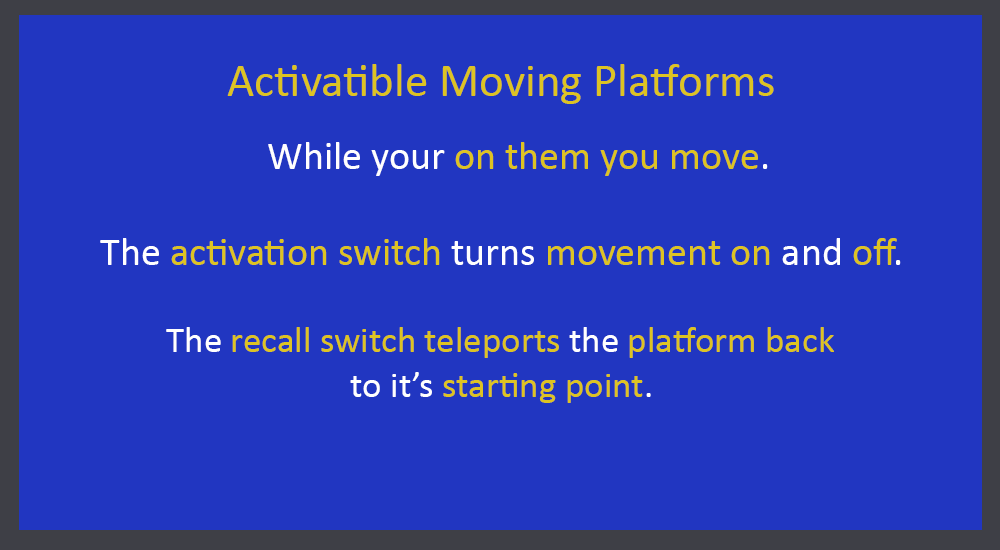 Activatible Moving Platforms
While your on them you move.
The activation switch turns movement on and off.
The recall switch teleports the platform back
to it’s starting point.